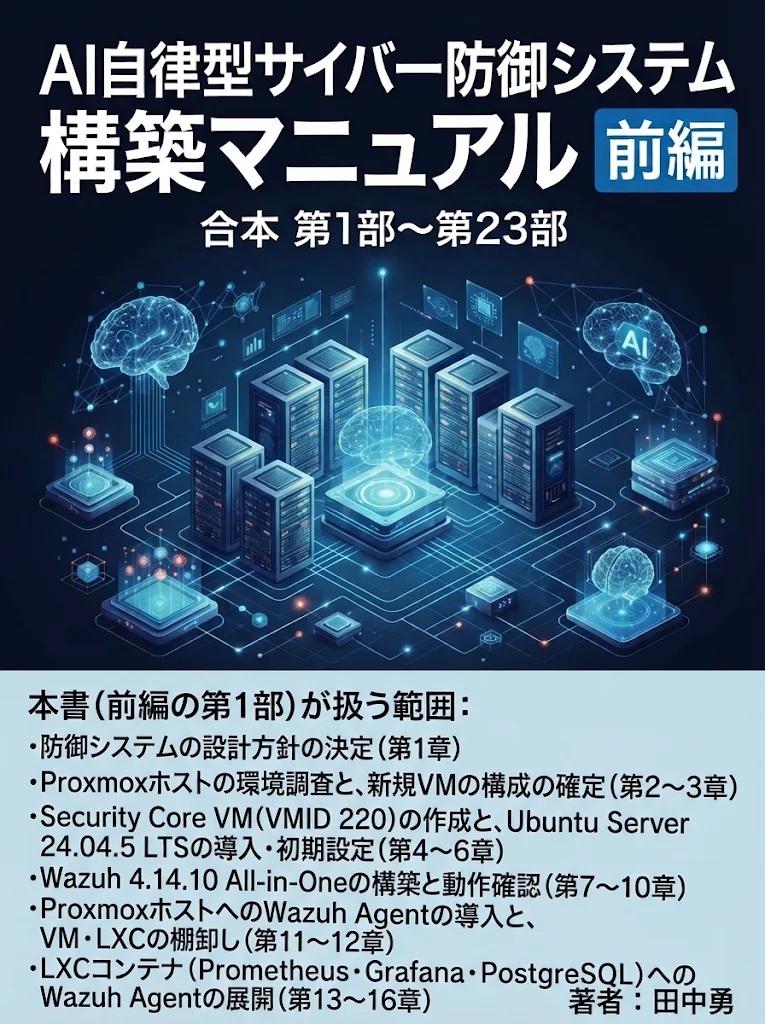 AI自律型サイバー防御システム
構築マニュアル 前編
合本 第1部～第23部
AI
本書（前編の第1部）が扱う範囲：
・防御システムの設計方針の決定（第1章）
・Proxmoxホストの環境調査と、新規VMの構成の確定（第2～3章）
・Security Core VM（VMID 220）の作成と、Ubuntu Server
24.04.5 LTSの導入・初期設定（第4～6章）
・Wazuh 4.14.10 All-in-Oneの構築と動作確認（第7～10章）
・ProxmoxホストへのWazuh Agentの導入と、
VM・LXCの棚卸し（第11～12章）
・LXCコンテナ（Prometheus・Grafana・PostgreSQL）への
Wazuh Agentの展開（第13～16章）
著者：田中勇